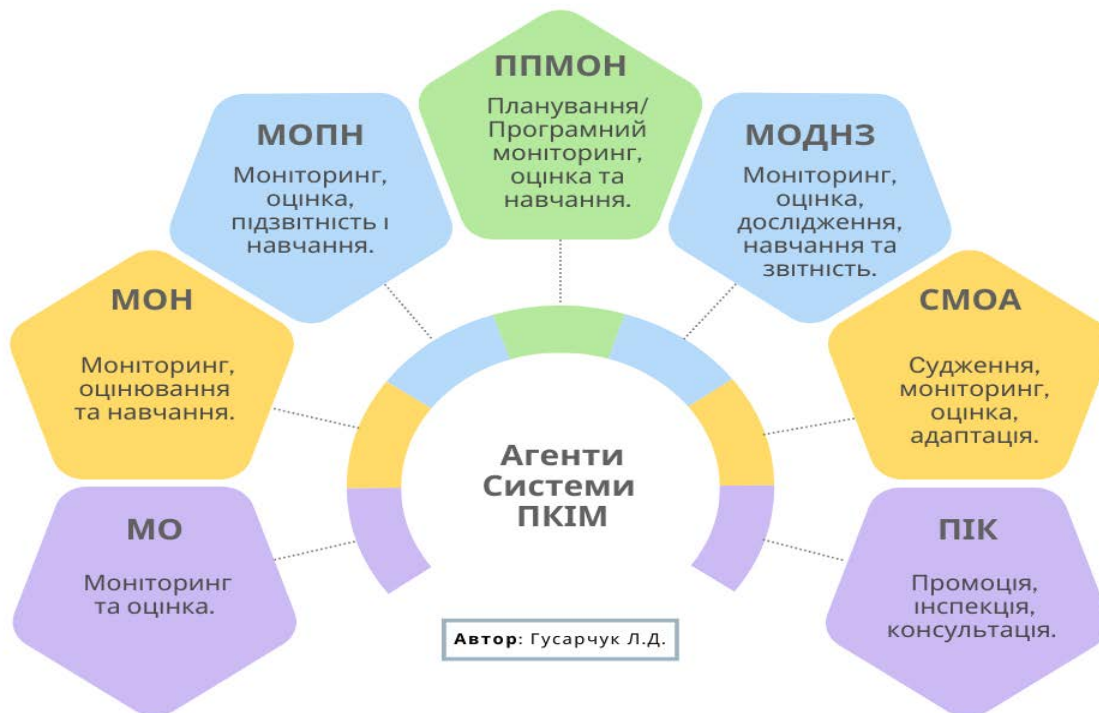 ППМОН
Планування/
Програмний
моніторинг,
оцінка та
навчання.
МОПН
Моніторинг,
оцінка,
підзвітність і
навчання.
МОДНЗ
Моніторинг,
оцінка,
дослідження,
навчання та
звітність.
МОН
Моніторинг,
оцінювання
та навчання.
СМОА
Судження,
моніторинг,
оцінка,
адаптація.
МО
Моніторинг
та оцінка.
ПІК
Промоція,
інспекція,
консультація.
Агенти
Системи
ПКІМ
Автор: Гусарчук Л.Д.